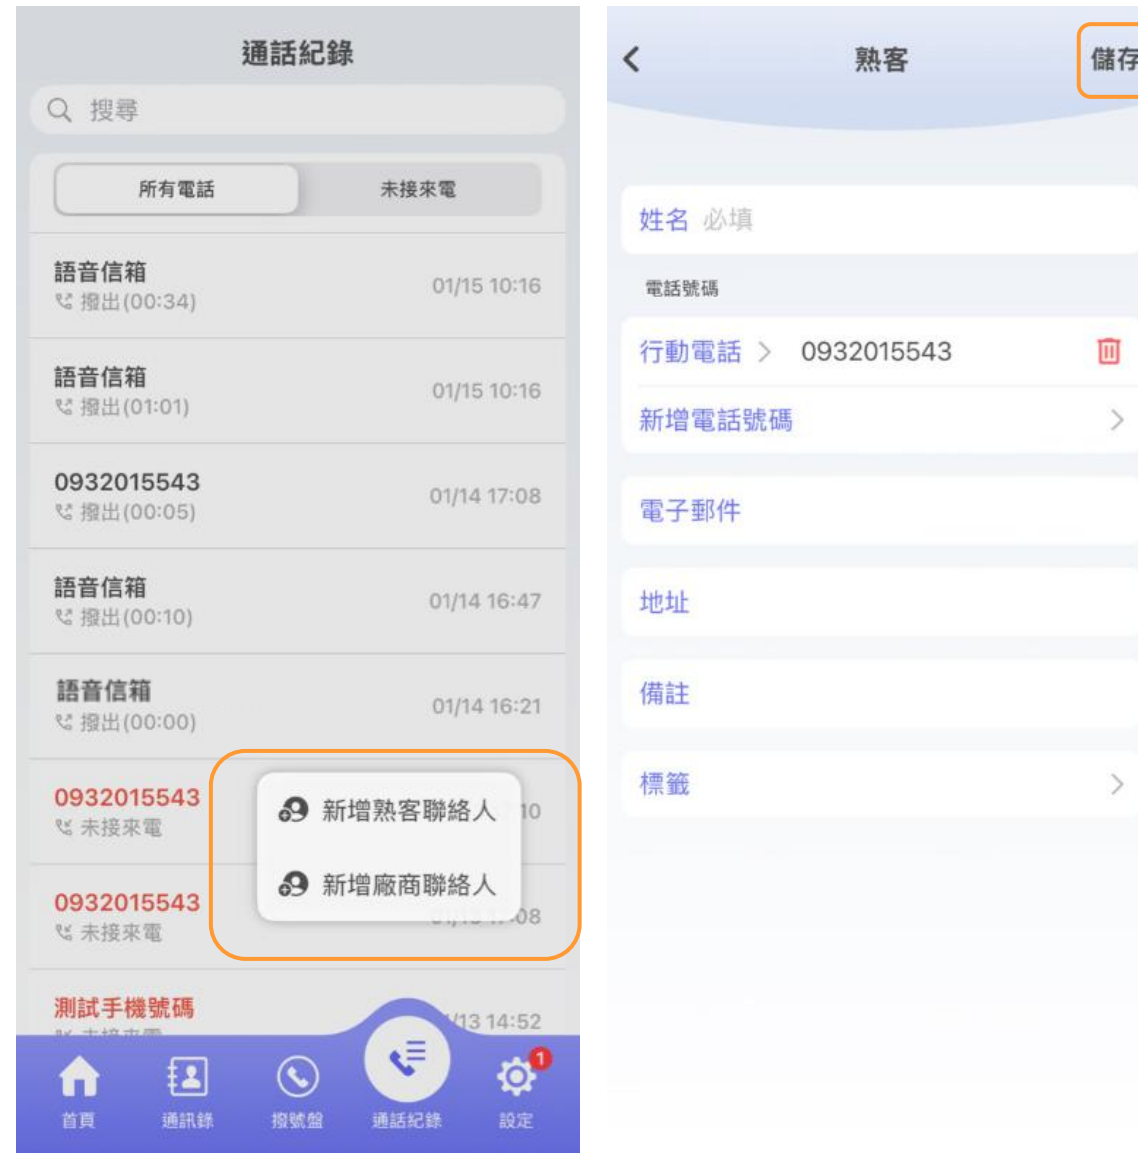 通話紀錄
搜尋
所有電話 未接來電
語音信箱
撥出(00:34)
01/15 10:16
語音信箱
撥出(01:01)
01/15 10:16
0932015543
撥出(00:05)
01/14 17:08
語音信箱
撥出(00:10)
01/14 16:47
語音信箱
撥出(00:00)
01/14 16:21
0932015543
未接來電
10
新增熟客聯絡人
新增廠商聯絡人
0932015543
未接來電
08
測試手機號碼
/13 14:52
首頁 通訊錄 撥號盤 通話紀錄 設定
1
熟客
儲存
姓名 必填
電話號碼
行動電話 > 0932015543
新增電話號碼 >
電子郵件
地址
備註
標籤 >